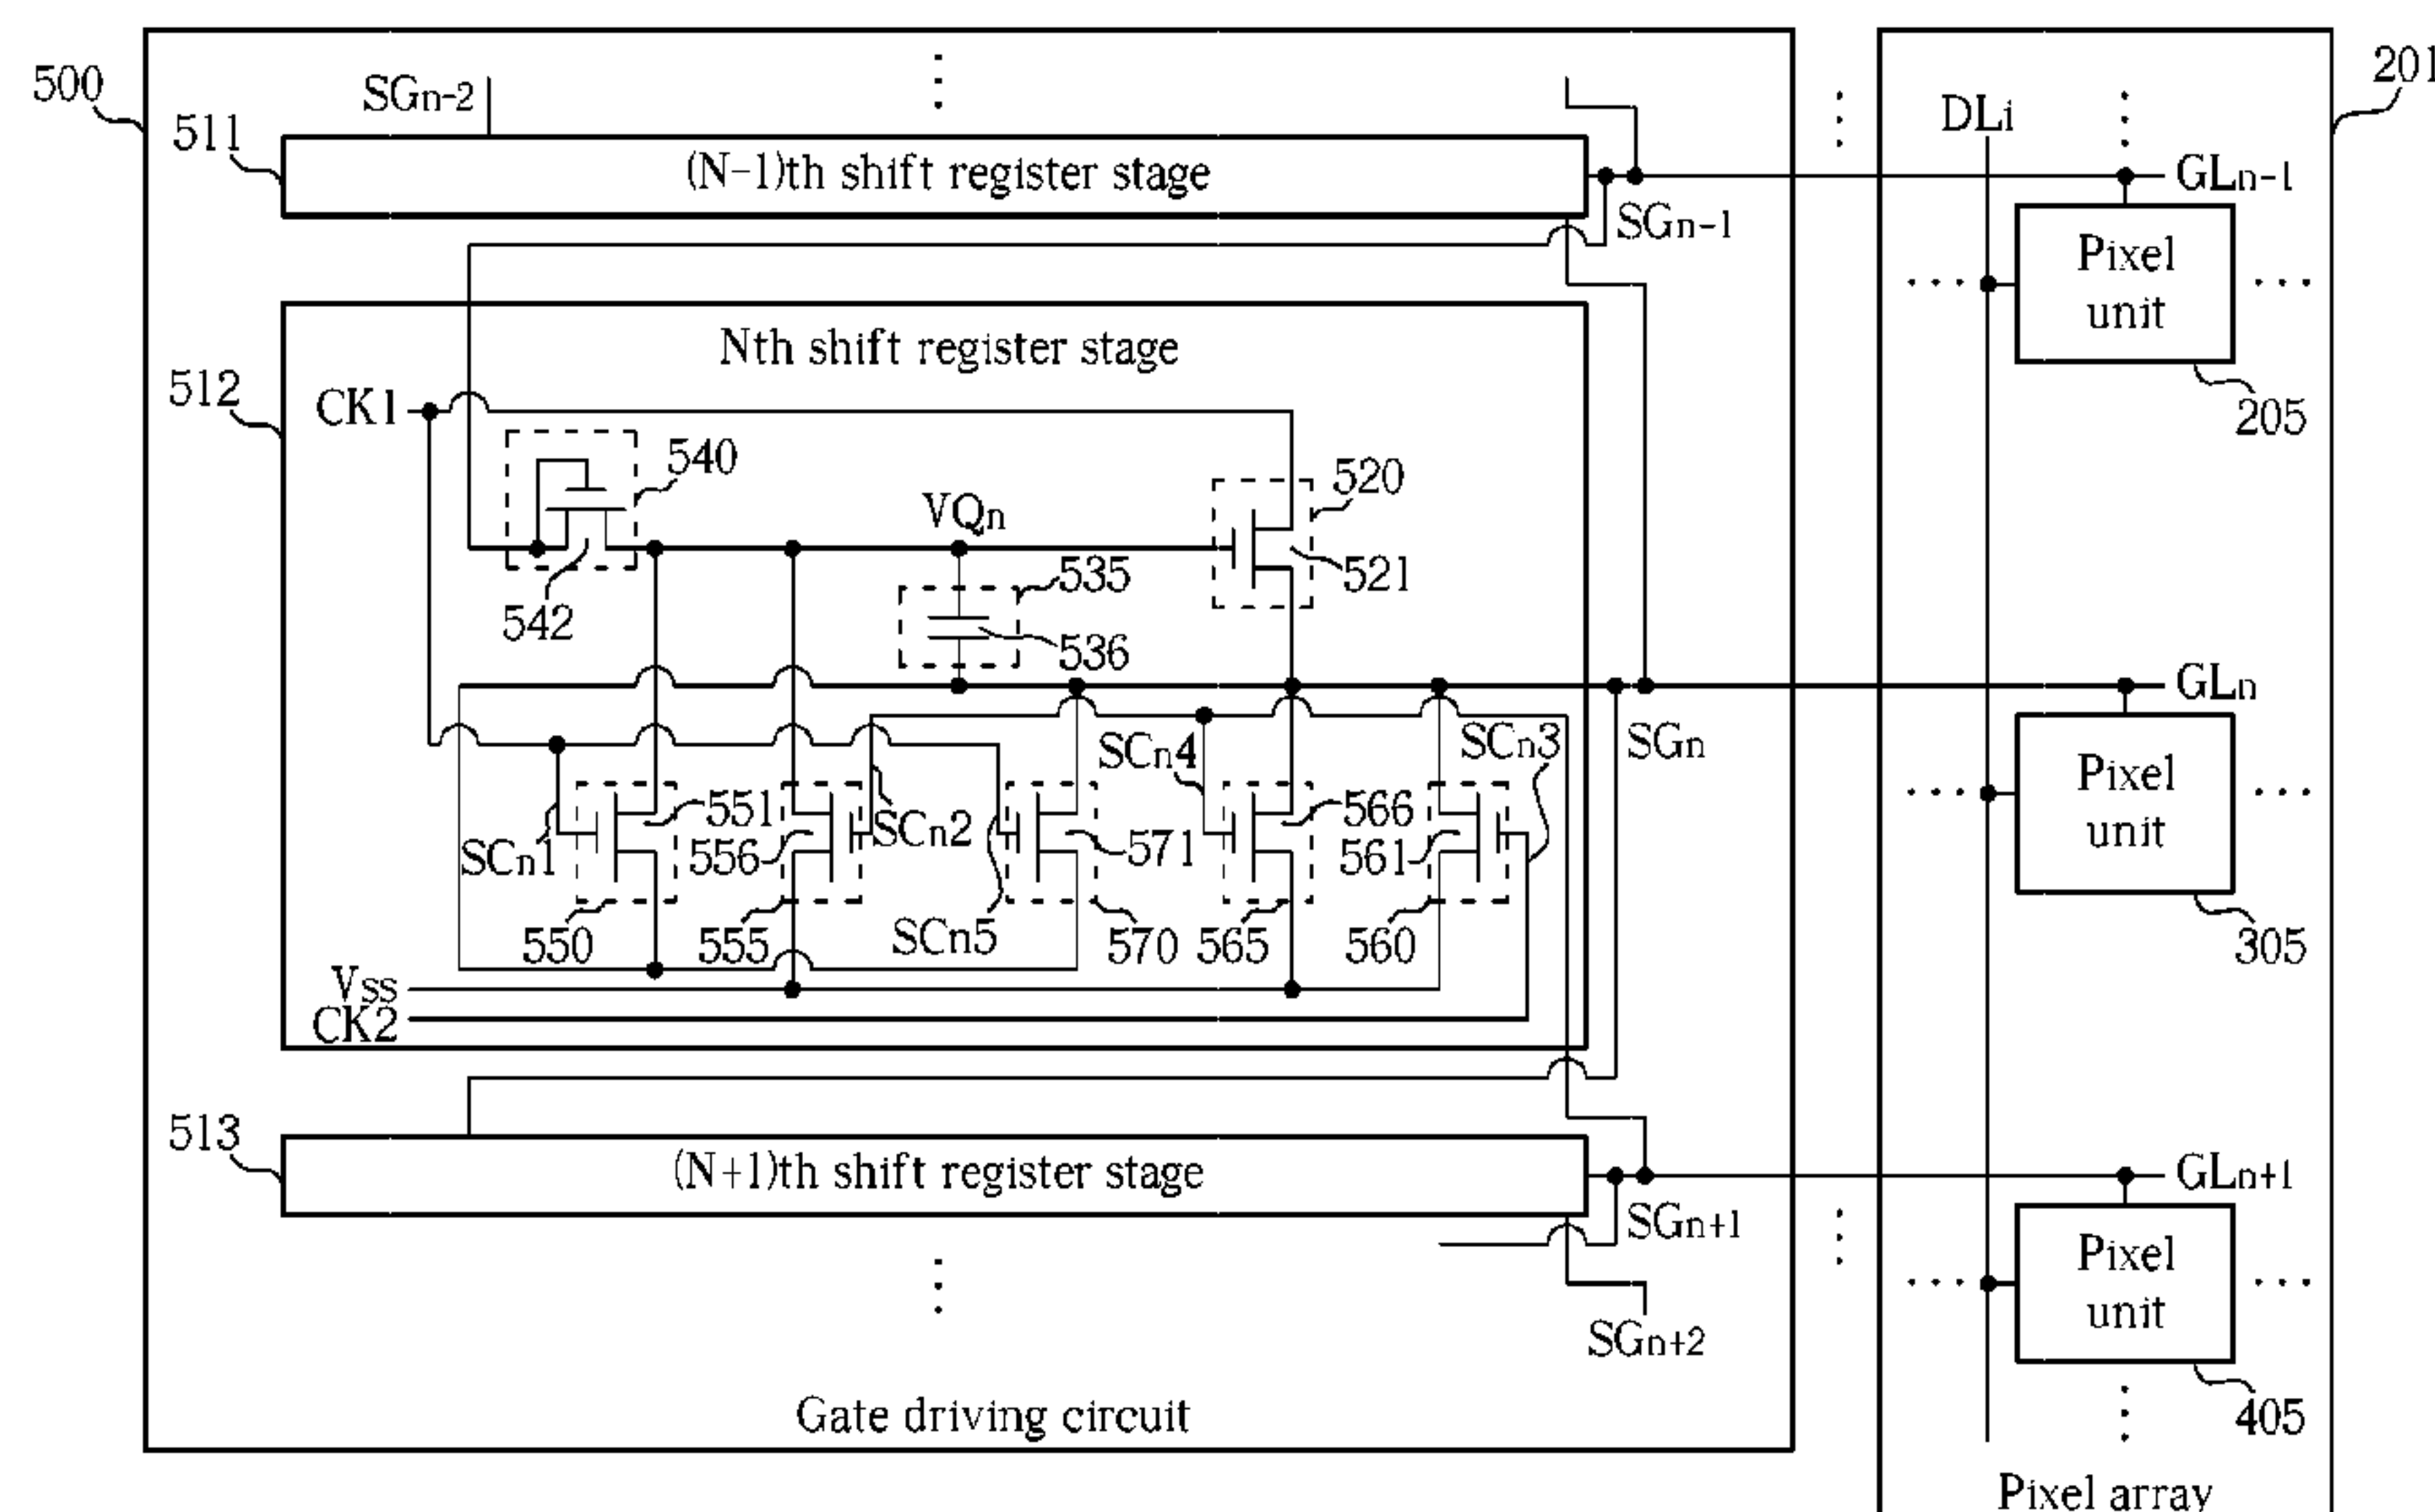 500
SGn-2
511
(N-1)th shift register stage
SGn-1
DLi
201
GLn-1
Pixel
unit
205
Nth shift register stage
512
CK1
540
542
VQn
520
521
535
536
GLn
SGn
SCn4
SCn3
Pixel
unit
305
SCn1
551
556
SCn2
571
566
561
550
555
SCn5
570
565
560
Vss
CK2
513
(N+1)th shift register stage
GLn+1
SGn+1
Pixel
unit
405
SGn+2
Gate driving circuit
Pixel array